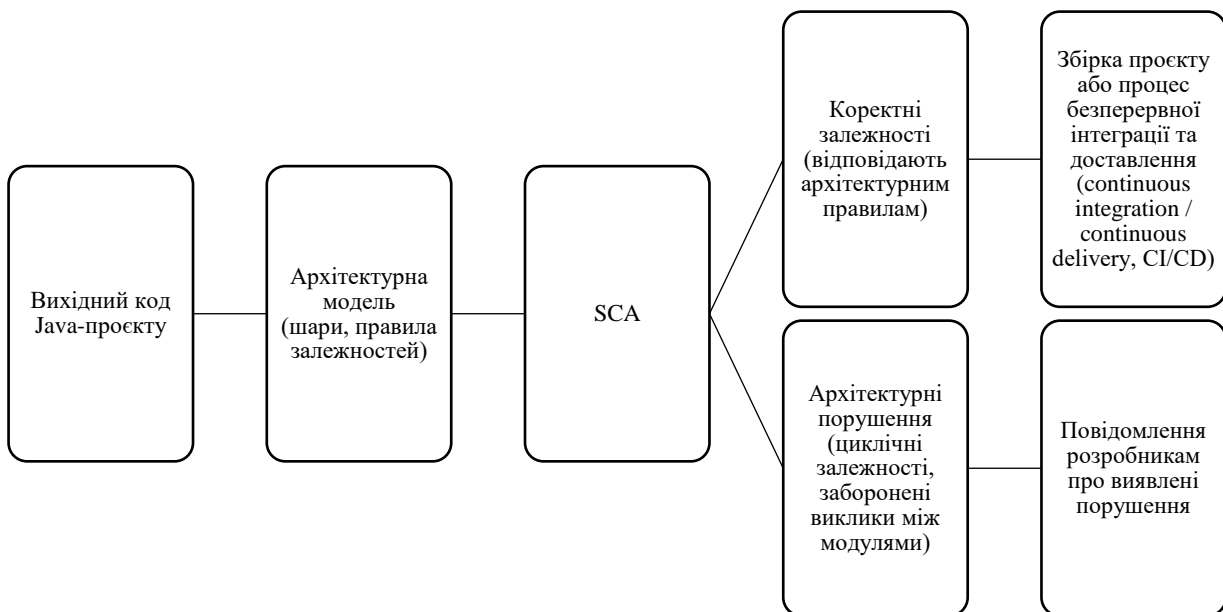 Вихідний код
Java-проєкту
Архітектурна
модель
(шари, правила
залежностей)
SCA
Коректні
залежності
(відповідають
архітектурним
правилам)
Збірка проєкту
або процес
безперервної
інтеграції та
доставлення
(continuous
integration /
continuous
delivery, CI/CD)
Архітектурні
порушення
(циклічні
залежності,
заборонені
виклики між
модулями)
Повідомлення
розробникам
про виявлені
порушення